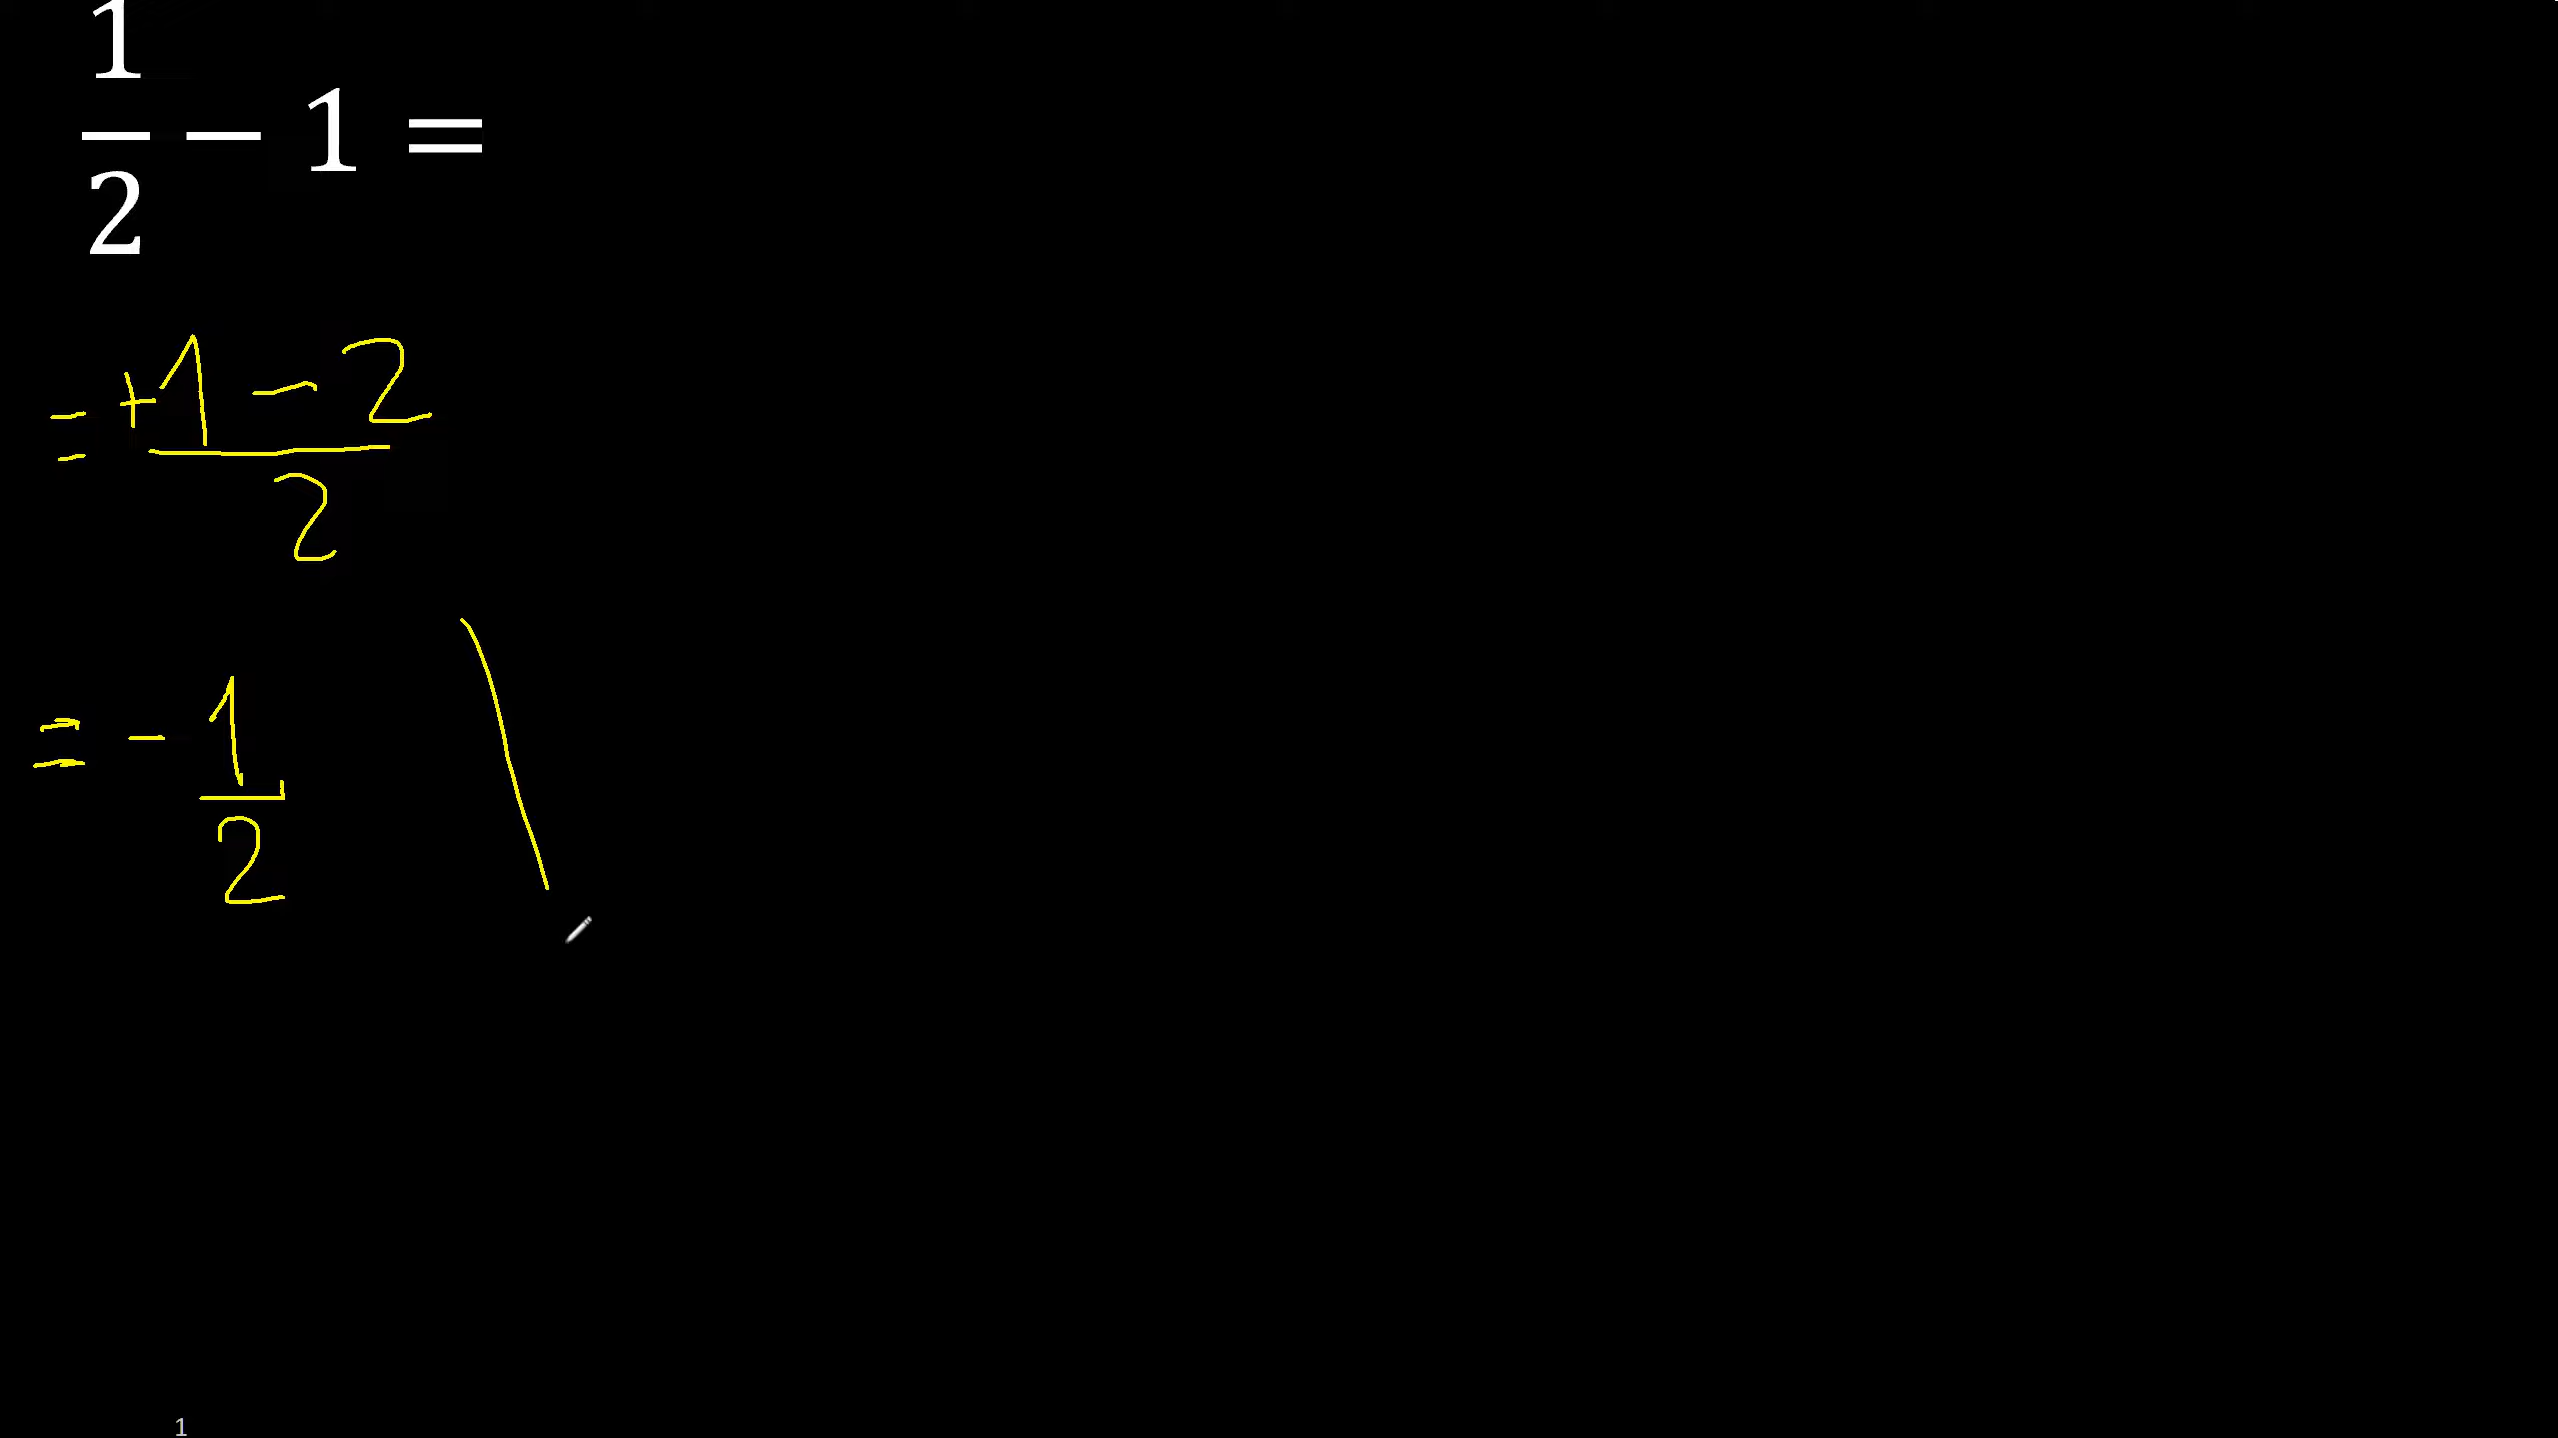 1/2 − 1 =
= +1 − 2 / 2
= - 1/2
1